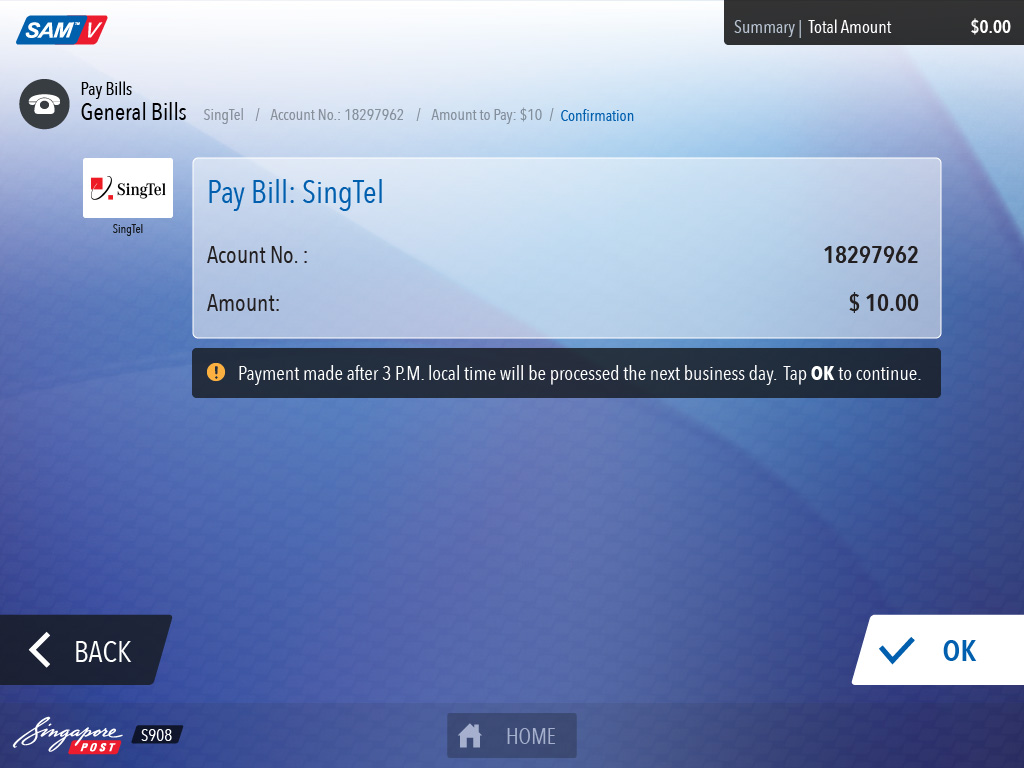 SAM™ V
Summary | Total Amount $0.00
Pay Bills
General Bills SingTel / Account No.: 18297962 / Amount to Pay: $10 / Confirmation
SingTel
SingTel
Pay Bill: SingTel
Acount No. : 18297962
Amount: $ 10.00
! Payment made after 3 P.M. local time will be processed the next business day. Tap OK to continue.
BACK
OK
Singapore POST S908
HOME